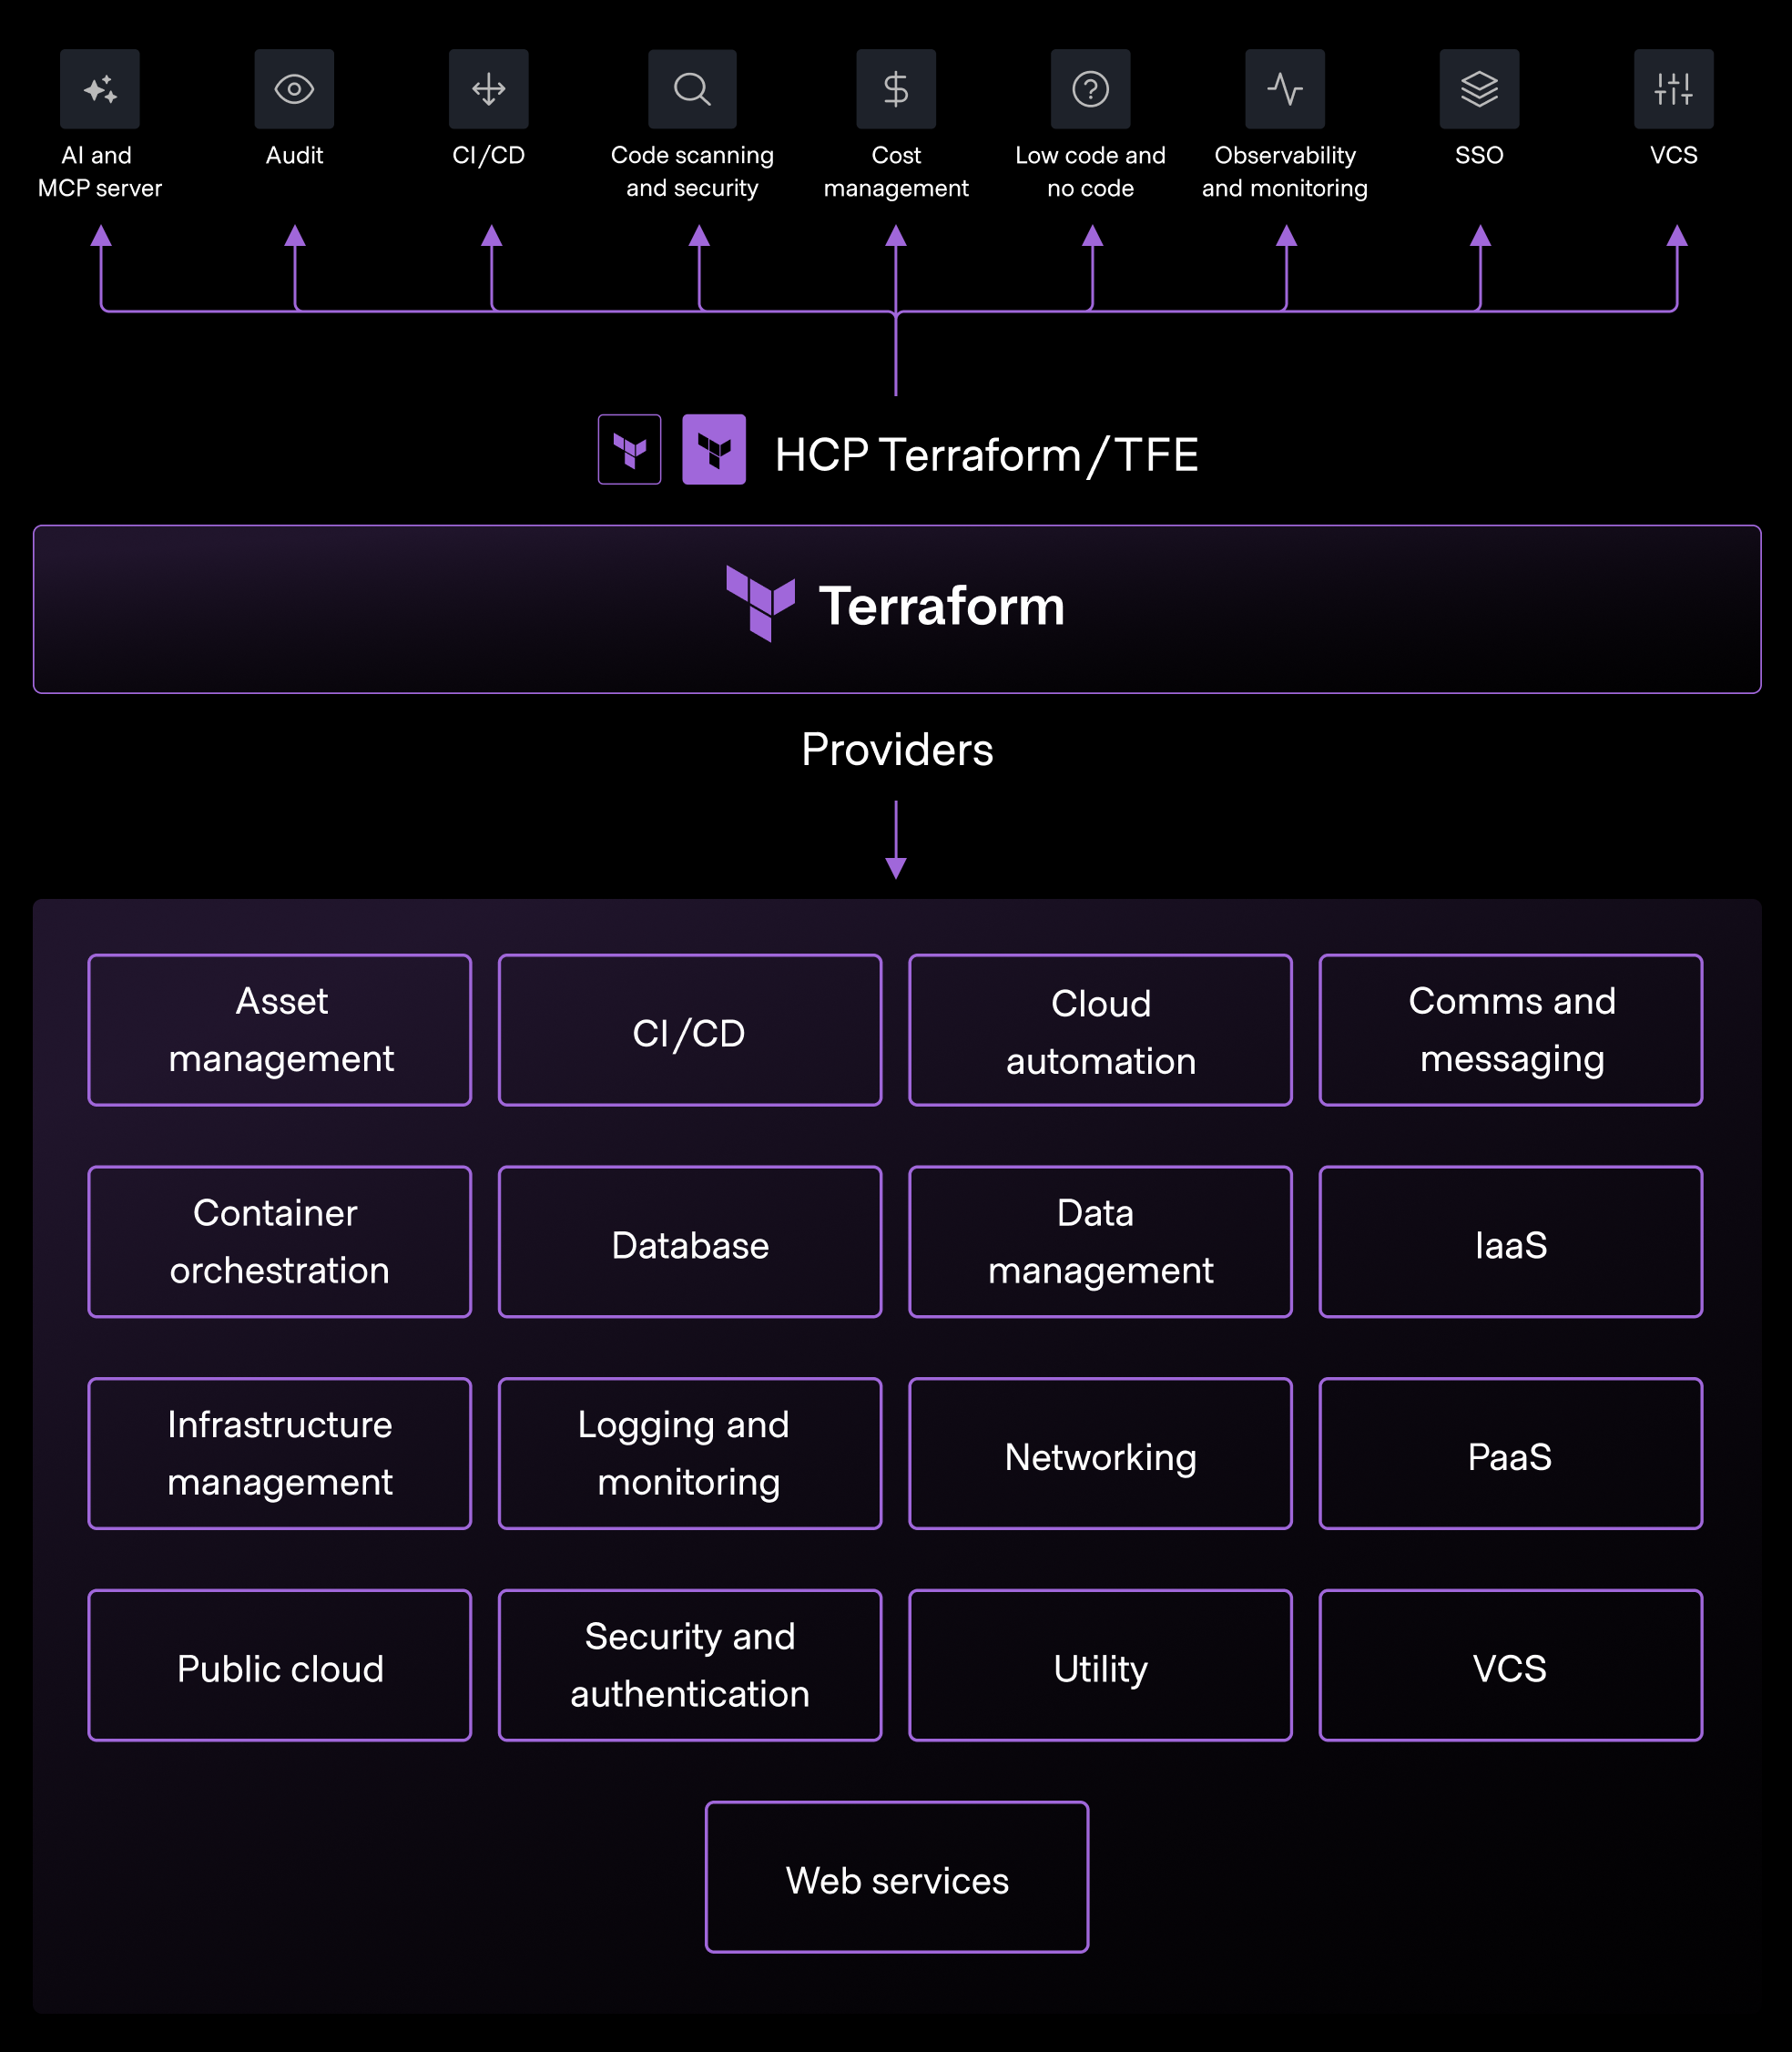 AI and
MCP server
Audit
CI/CD
Code scanning
and security
Cost
management
Low code and
no code
Observability
and monitoring
SSO
VCS
HCP Terraform/TFE
Terraform
Providers
Asset
management
CI/CD
Cloud
automation
Comms and
messaging
Container
orchestration
Database
Data
management
IaaS
Infrastructure
management
Logging and
monitoring
Networking
PaaS
Public cloud
Security and
authentication
Utility
VCS
Web services